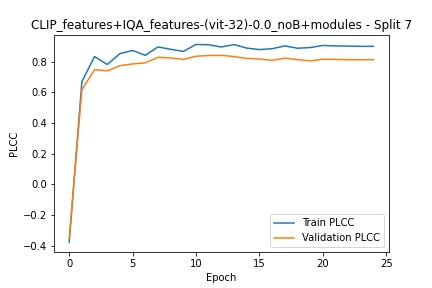 CLIP_features+IQA_features-(vit-32)-0.0_noB+modules - Split 7
PLCC
0.8
0.6
0.4
0.2
0.0
−0.2
−0.4
Train PLCC
Validation PLCC
0 5 10 15 20 25
Epoch